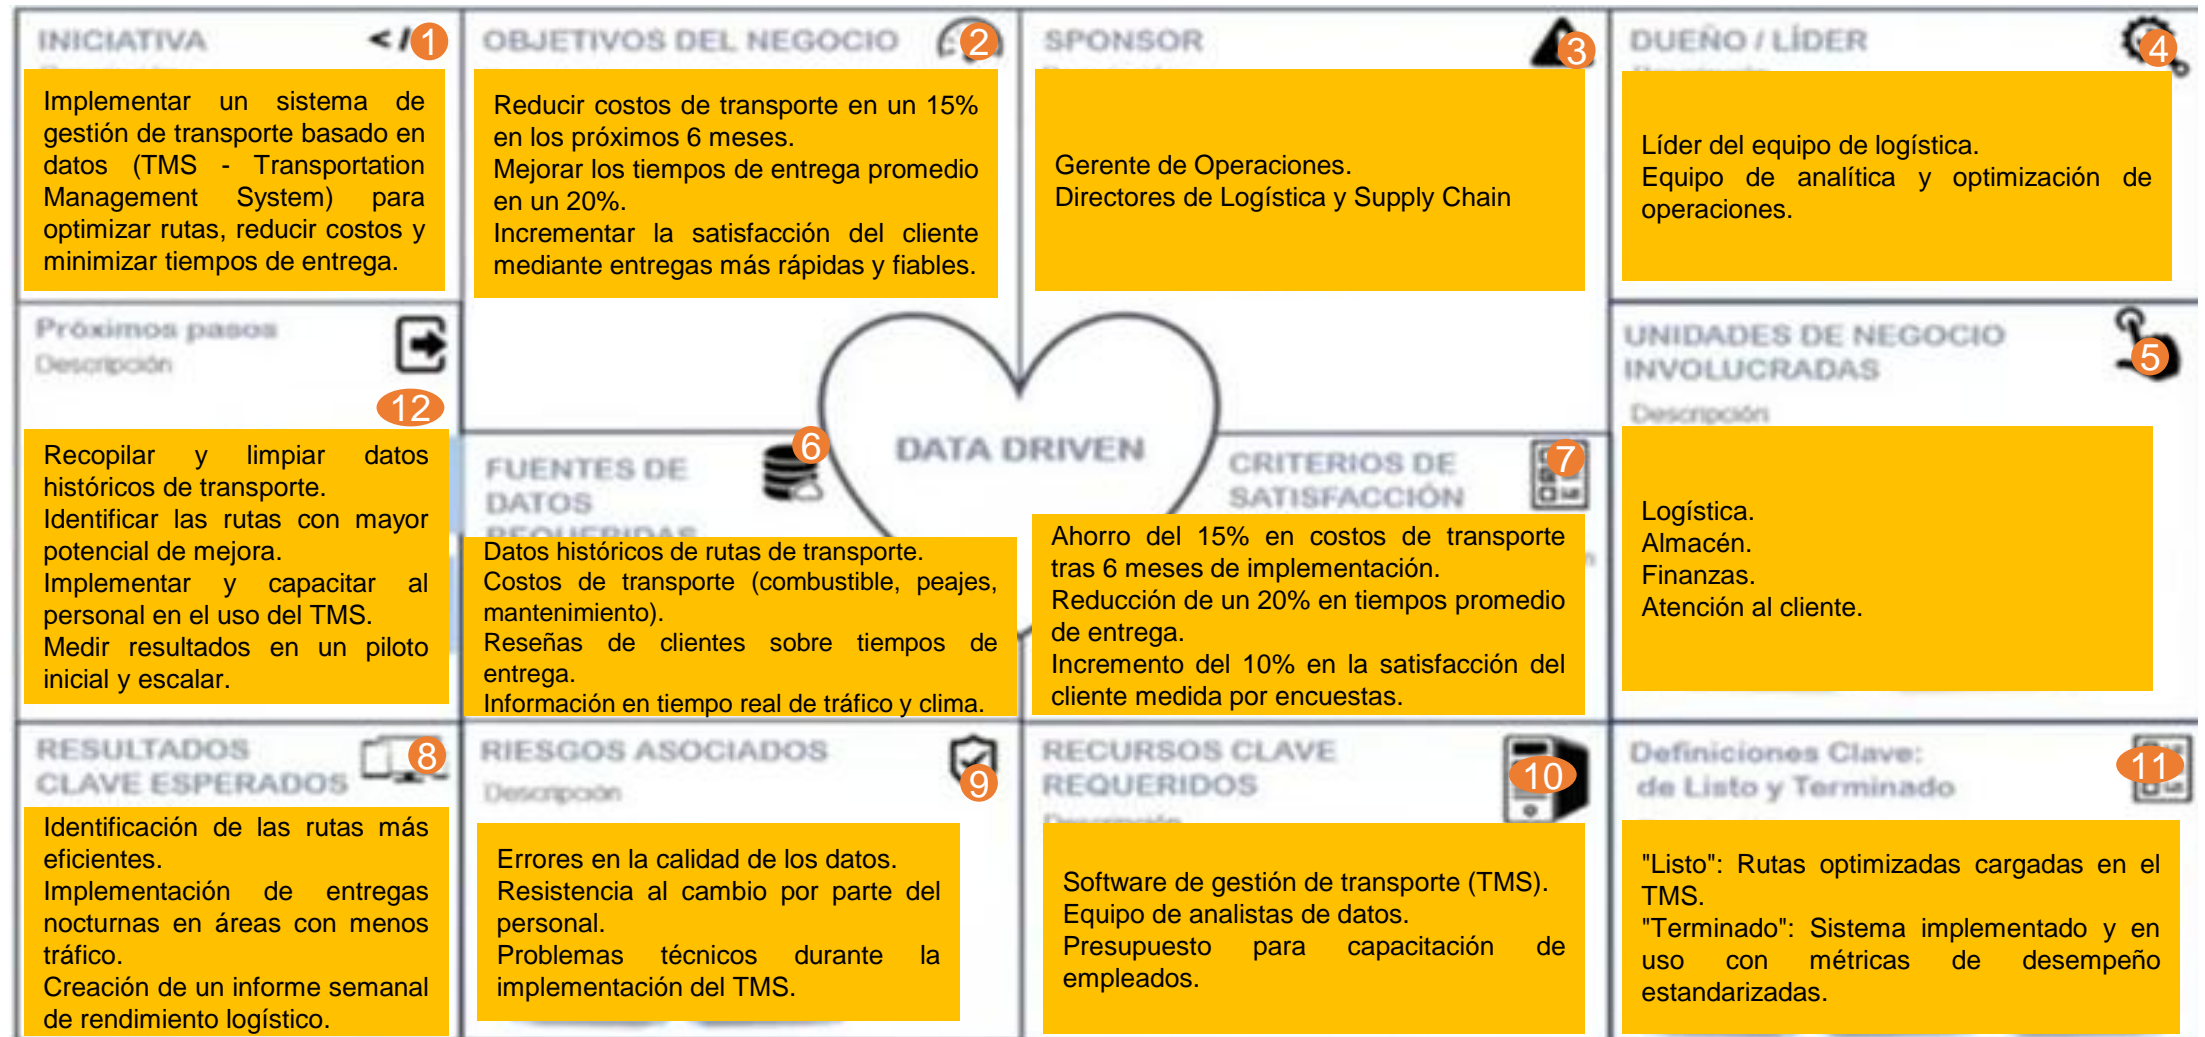 INICIATIVA
</
1
Implementar un sistema de
gestión de transporte basado en
datos (TMS - Transportation
Management System) para
optimizar rutas, reducir costos y
minimizar tiempos de entrega.
OBJETIVOS DEL NEGOCIO
2
Reducir costos de transporte en un 15%
en los próximos 6 meses.
Mejorar los tiempos de entrega promedio
en un 20%.
Incrementar la satisfacción del cliente
mediante entregas más rápidas y fiables.
SPONSOR
3
Gerente de Operaciones.
Directores de Logística y Supply Chain
DUEÑO / LÍDER
4
Líder del equipo de logística.
Equipo de analítica y optimización de
operaciones.
UNIDADES DE NEGOCIO
INVOLUCRADAS
5
Descripción
Logística.
Almacén.
Finanzas.
Atención al cliente.
DATA DRIVEN
FUENTES DE
DATOS
REQUERIDAS
6
Datos históricos de rutas de transporte.
Costos de transporte (combustible, peajes,
mantenimiento).
Reseñas de clientes sobre tiempos de
entrega.
Información en tiempo real de tráfico y clima.
CRITERIOS DE
SATISFACCIÓN
7
Ahorro del 15% en costos de transporte
tras 6 meses de implementación.
Reducción de un 20% en tiempos promedio
de entrega.
Incremento del 10% en la satisfacción del
cliente medida por encuestas.
RESULTADOS
CLAVE ESPERADOS
8
Identificación de las rutas más
eficientes.
Implementación de entregas
nocturnas en áreas con menos
tráfico.
Creación de un informe semanal
de rendimiento logístico.
RIESGOS ASOCIADOS
Descripción
9
Errores en la calidad de los datos.
Resistencia al cambio por parte del
personal.
Problemas técnicos durante la
implementación del TMS.
RECURSOS CLAVE
REQUERIDOS
10
Software de gestión de transporte (TMS).
Equipo de analistas de datos.
Presupuesto para capacitación de
empleados.
Definiciones Clave:
de Listo y Terminado
11
"Listo": Rutas optimizadas cargadas en el
TMS.
"Terminado": Sistema implementado y en
uso con métricas de desempeño
estandarizadas.
Próximos pasos
Descripción
12
Recopilar y limpiar datos
históricos de transporte.
Identificar las rutas con mayor
potencial de mejora.
Implementar y capacitar al
personal en el uso del TMS.
Medir resultados en un piloto
inicial y escalar.